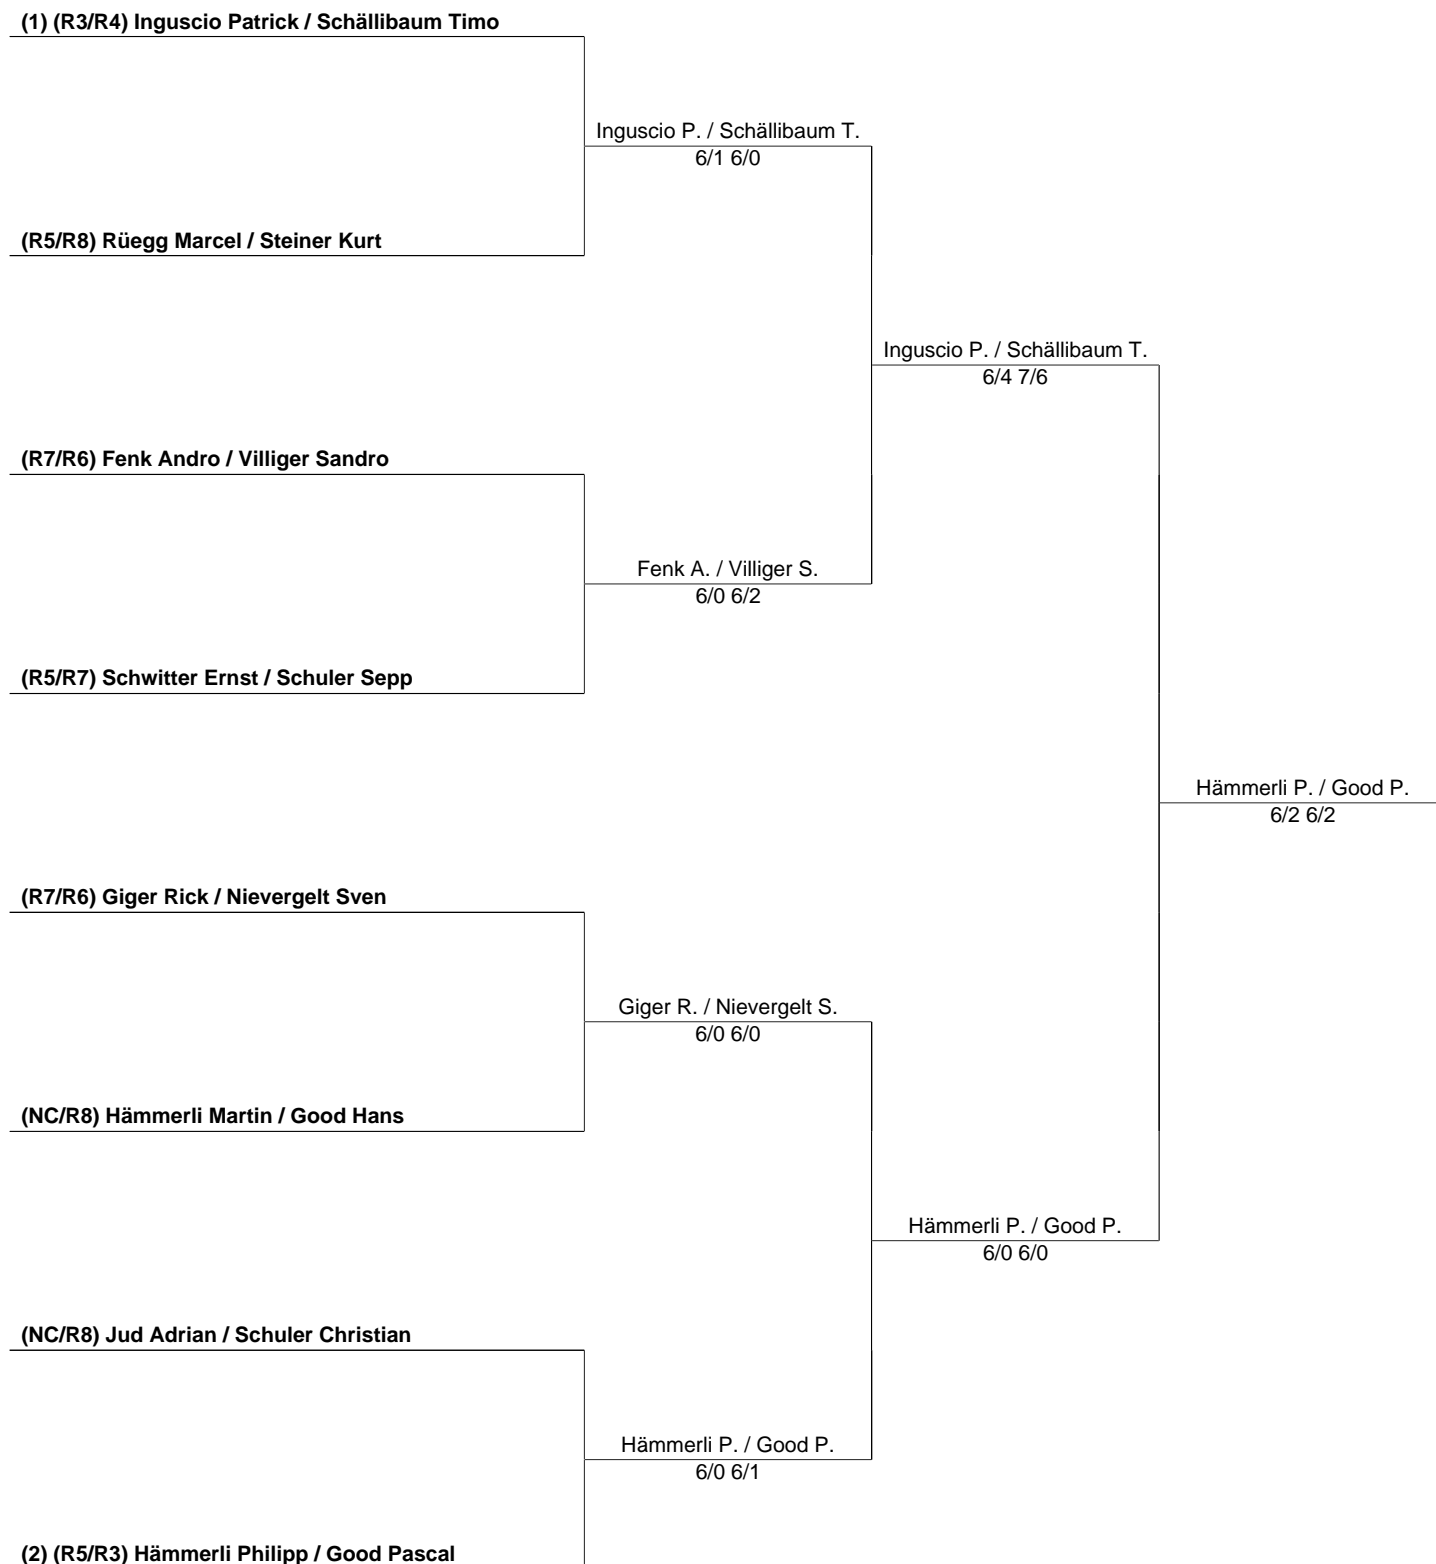 (1) (R3/R4) Inguscio Patrick / Schällibaum Timo
Inguscio P. / Schällibaum T.
6/1 6/0
(R5/R8) Rüegg Marcel / Steiner Kurt
Inguscio P. / Schällibaum T.
6/4 7/6
(R7/R6) Fenk Andro / Villiger Sandro
Fenk A. / Villiger S.
6/0 6/2
(R5/R7) Schwitter Ernst / Schuler Sepp
Hämmerli P. / Good P.
6/2 6/2
(R7/R6) Giger Rick / Nievergelt Sven
Giger R. / Nievergelt S.
6/0 6/0
(NC/R8) Hämmerli Martin / Good Hans
Hämmerli P. / Good P.
6/0 6/0
(NC/R8) Jud Adrian / Schuler Christian
Hämmerli P. / Good P.
6/0 6/1
(2) (R5/R3) Hämmerli Philipp / Good Pascal